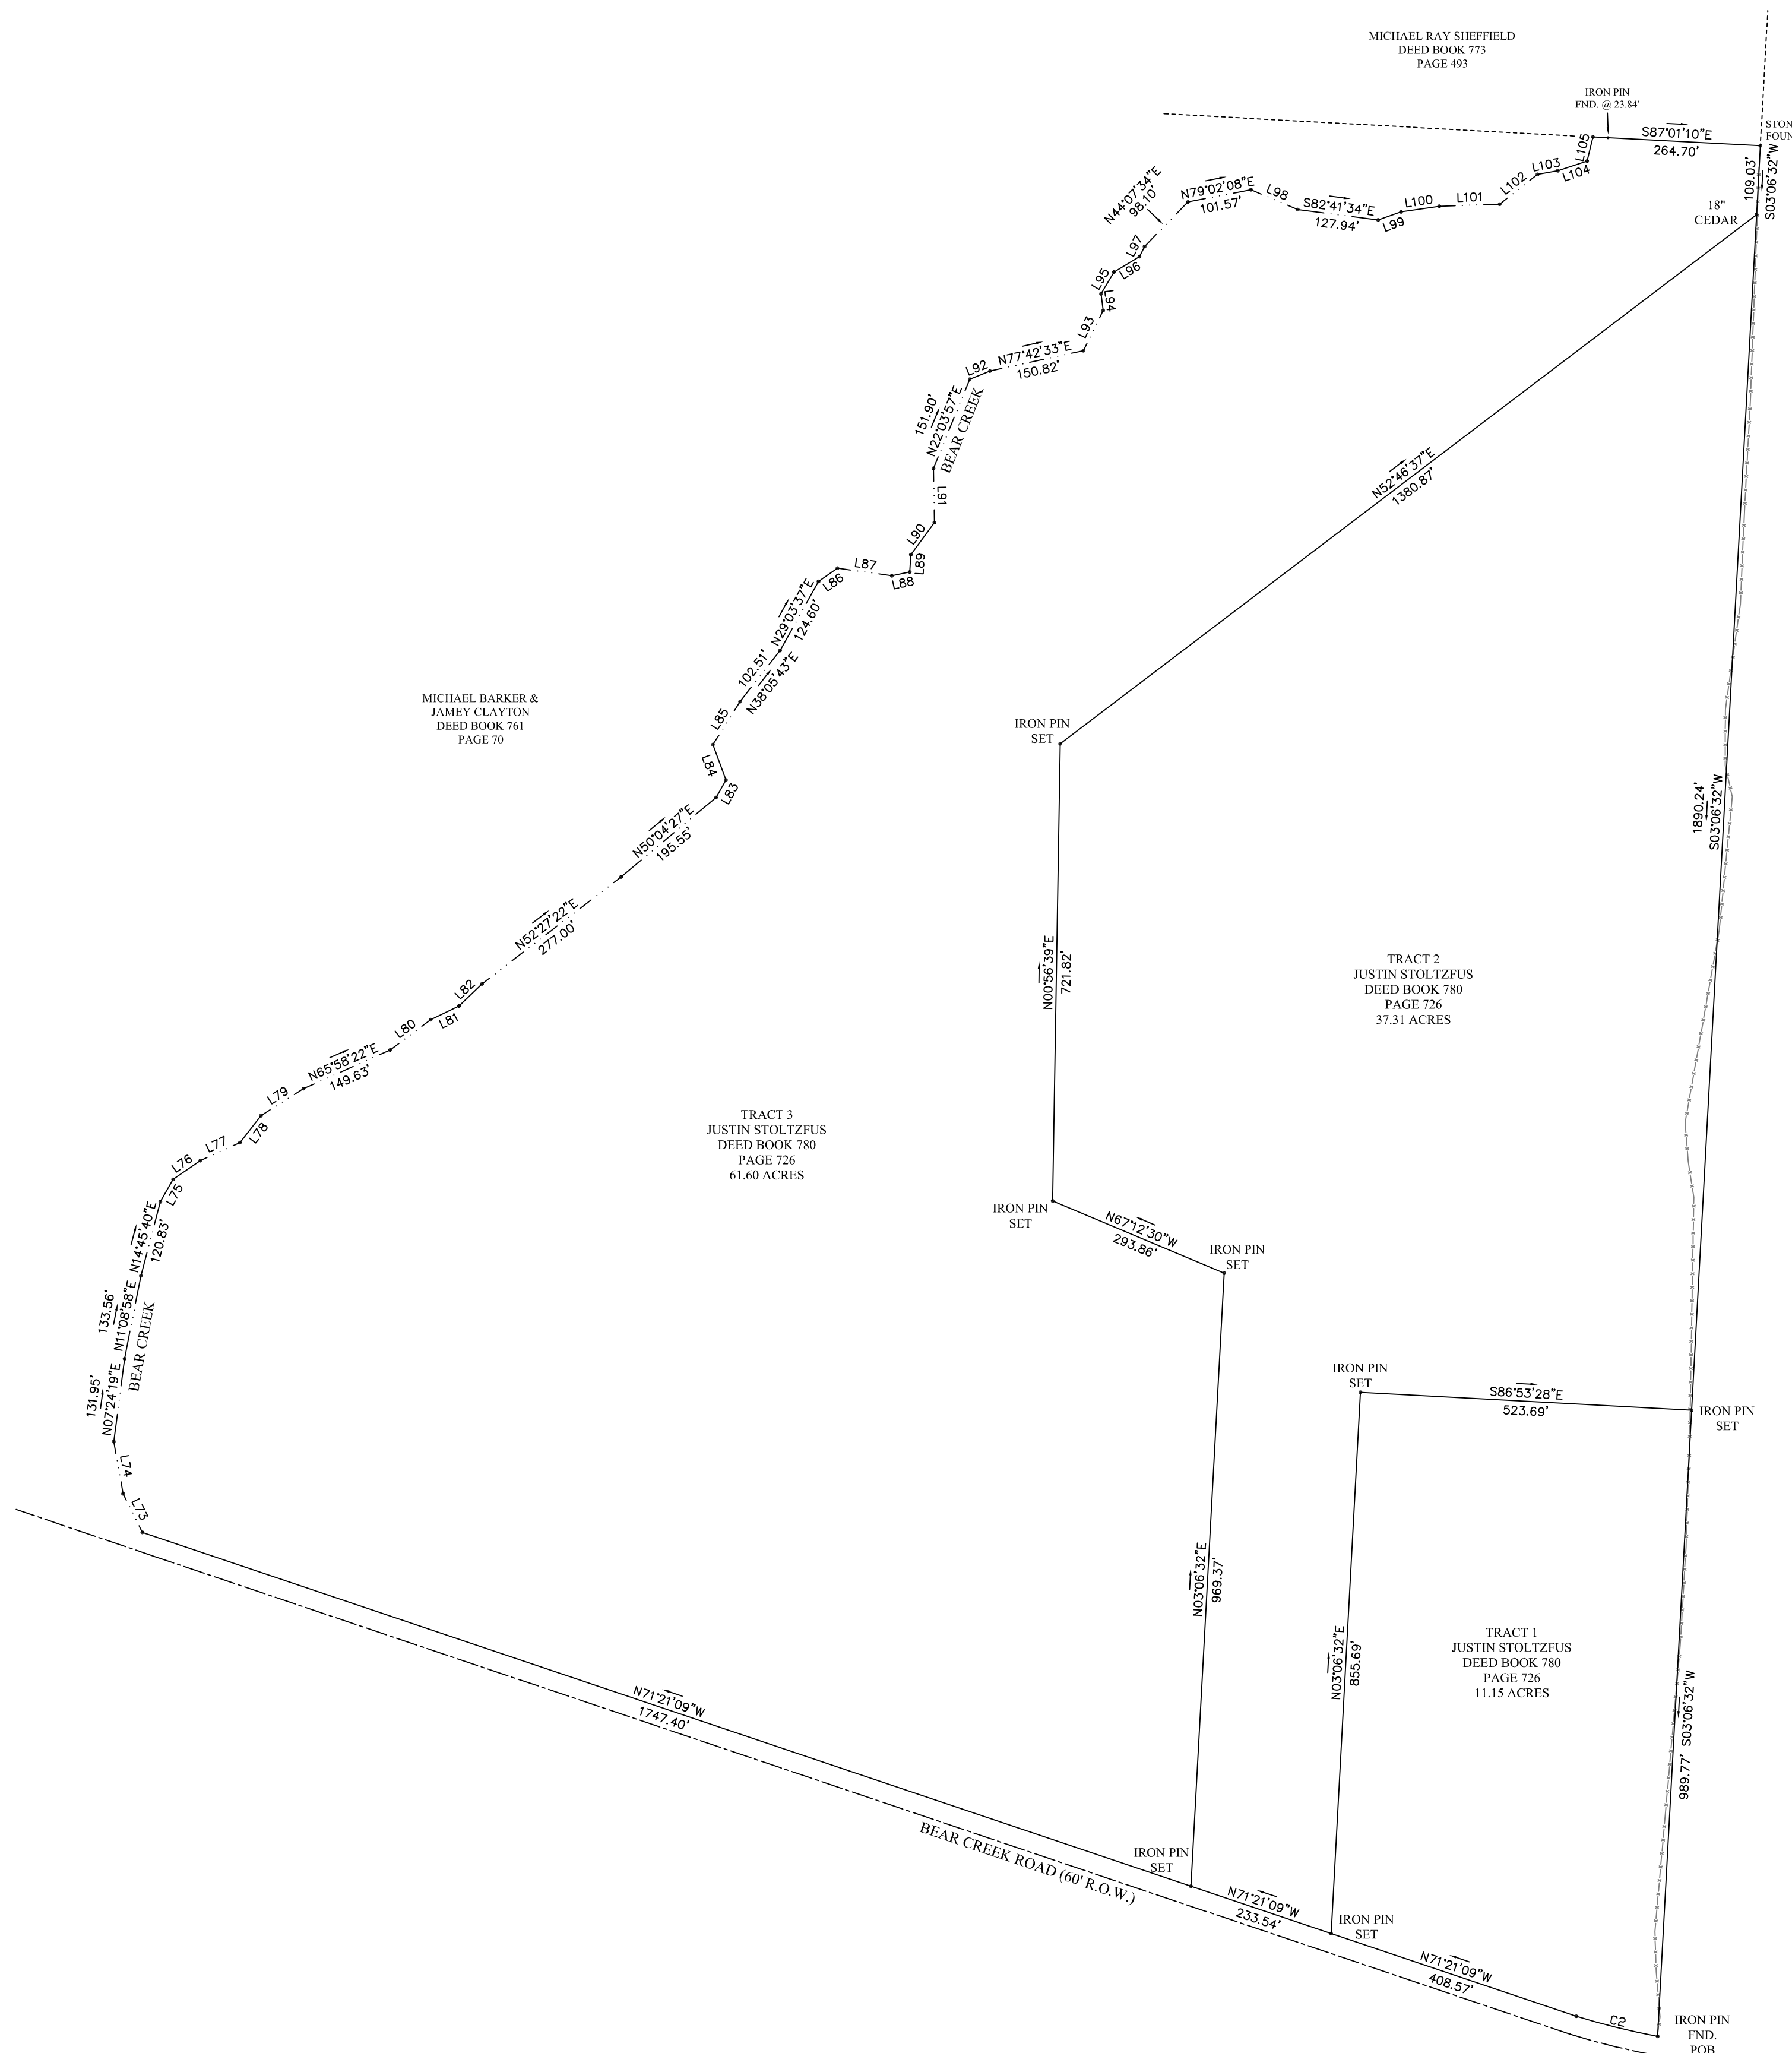 MICHAEL RAY SHEFFIELD
DEED BOOK 773
PAGE 493
IRON PIN
FND. @ 23.84'
S87°01'10"E
264.70'
STON
FOUN
109.03'
S03°06'32"W
L105
L104
L103
L102
L101
L100
L99
S82°41'34"E
127.94'
L98
N79°02'08"E
101.57'
N44°07'34"E
98.10'
18"
CEDAR
L97
L96
L95
L94
L93
N77°42'33"E
150.82'
L92
151.90'
N22°03'57"E
BEAR CREEK
L91
L90
L89
L88
L87
L86
N29°03'37"E
124.60'
102.51'
N38°05'43"E
L85
L84
L83
N52°46'37"E
1380.87'
MICHAEL BARKER &
JAMEY CLAYTON
DEED BOOK 761
PAGE 70
IRON PIN
SET
1890.24'
S03°06'32"W
N50°04'27"E
195.55'
N52°27'22"E
277.00'
L82
L81
L80
N65°58'22"E
149.63'
L79
L78
L77
L76
L75
N00°56'39"E
721.82'
TRACT 2
JUSTIN STOLTZFUS
DEED BOOK 780
PAGE 726
37.31 ACRES
TRACT 3
JUSTIN STOLTZFUS
DEED BOOK 780
PAGE 726
61.60 ACRES
IRON PIN
SET
N67°12'30"W
293.86'
IRON PIN
SET
N14°45'40"E
120.83'
133.56'
N11°08'58"E
BEAR CREEK
131.95'
N07°24'19"E
L74
L73
IRON PIN
SET
S86°53'28"E
523.69'
IRON PIN
SET
N03°06'32"E
969.37'
N03°06'32"E
855.69'
TRACT 1
JUSTIN STOLTZFUS
DEED BOOK 780
PAGE 726
11.15 ACRES
989.77' S03°06'32"W
N71°21'09"W
1747.40'
BEAR CREEK ROAD (60' R.O.W.)
IRON PIN
SET
N71°21'09"W
233.54'
IRON PIN
SET
N71°21'09"W
408.57'
C2
IRON PIN
FND.
POB